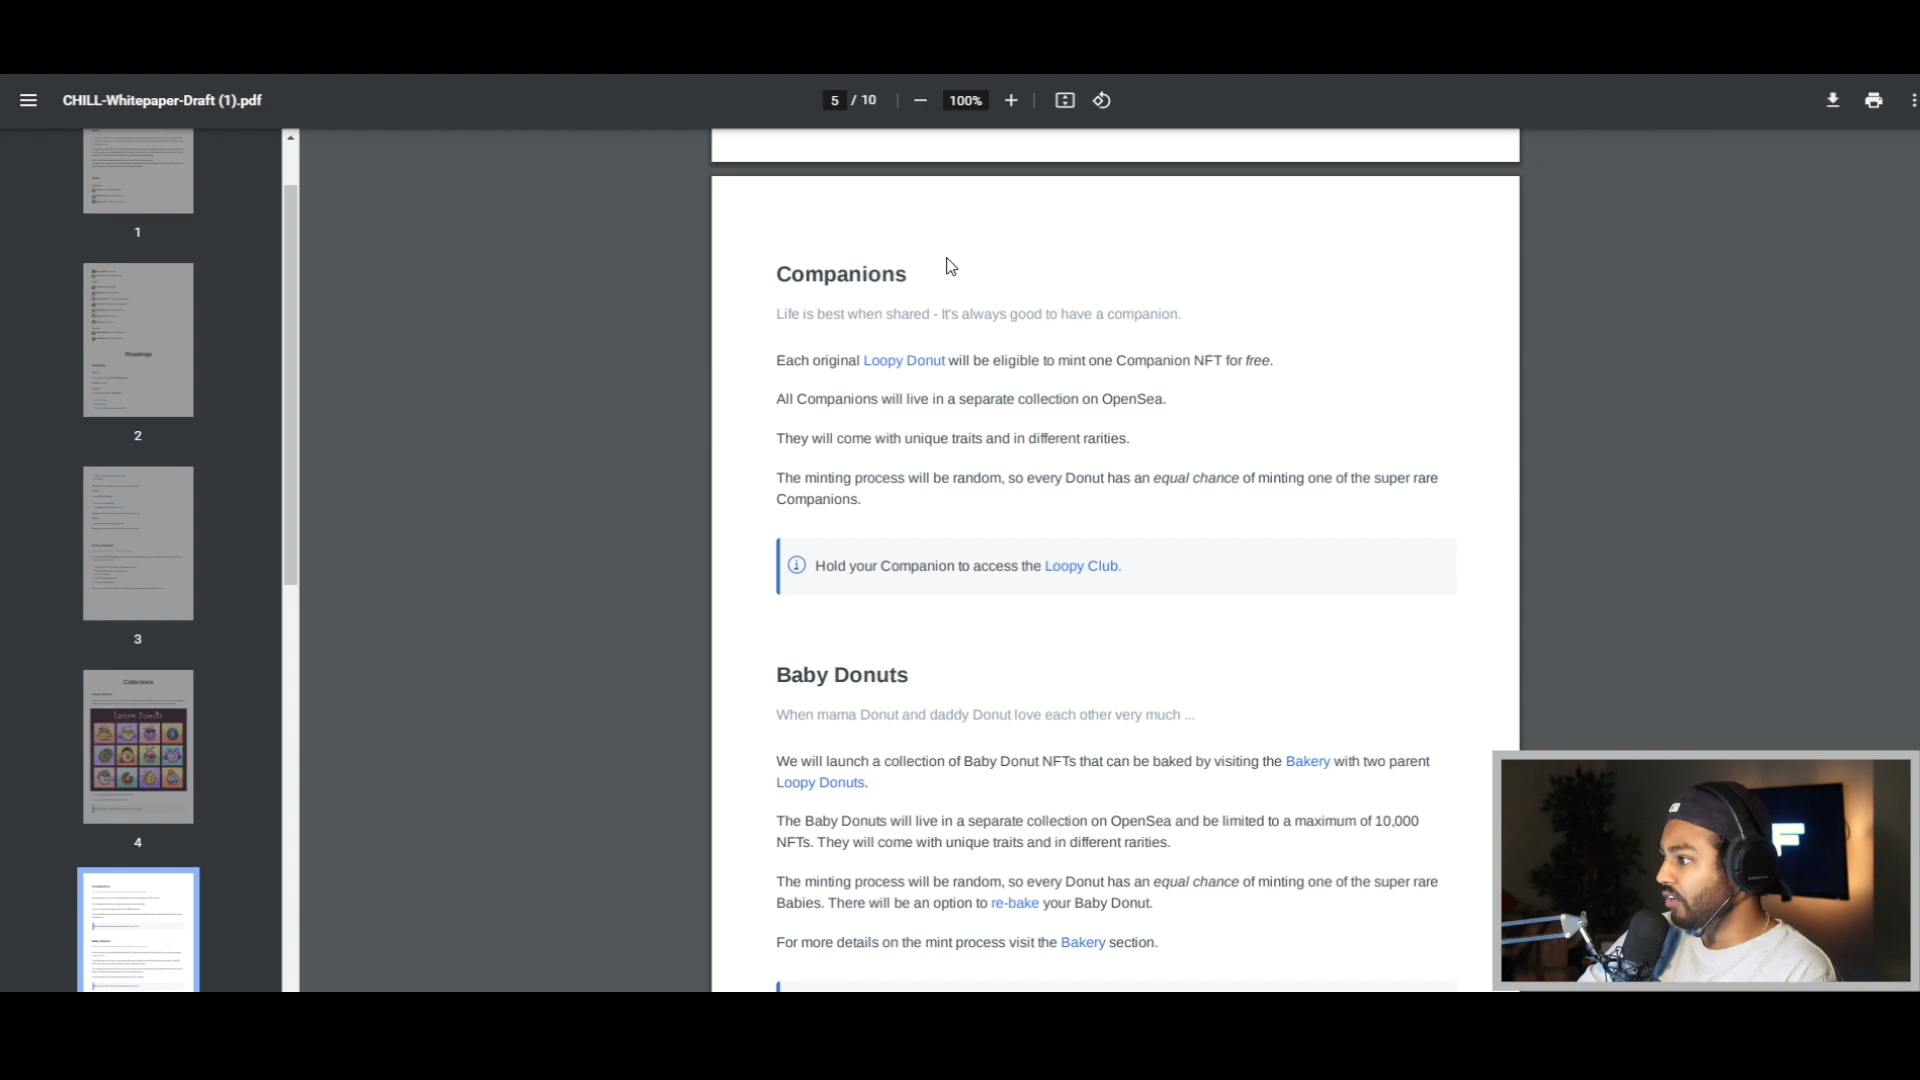 CHILL-Whitepaper-Draft (1).pdf
5 / 10
100%
1
Roadmap
2
3
Collections
Loopy Donuts
4
Companions
Life is best when shared - It's always good to have a companion.
Each original Loopy Donut will be eligible to mint one Companion NFT for free.
All Companions will live in a separate collection on OpenSea.
They will come with unique traits and in different rarities.
The minting process will be random, so every Donut has an equal chance of minting one of the super rare
Companions.
Hold your Companion to access the Loopy Club.
Baby Donuts
When mama Donut and daddy Donut love each other very much ...
We will launch a collection of Baby Donut NFTs that can be baked by visiting the Bakery with two parent
Loopy Donuts.
The Baby Donuts will live in a separate collection on OpenSea and be limited to a maximum of 10,000
NFTs. They will come with unique traits and in different rarities.
The minting process will be random, so every Donut has an equal chance of minting one of the super rare
Babies. There will be an option to re-bake your Baby Donut.
For more details on the mint process visit the Bakery section.